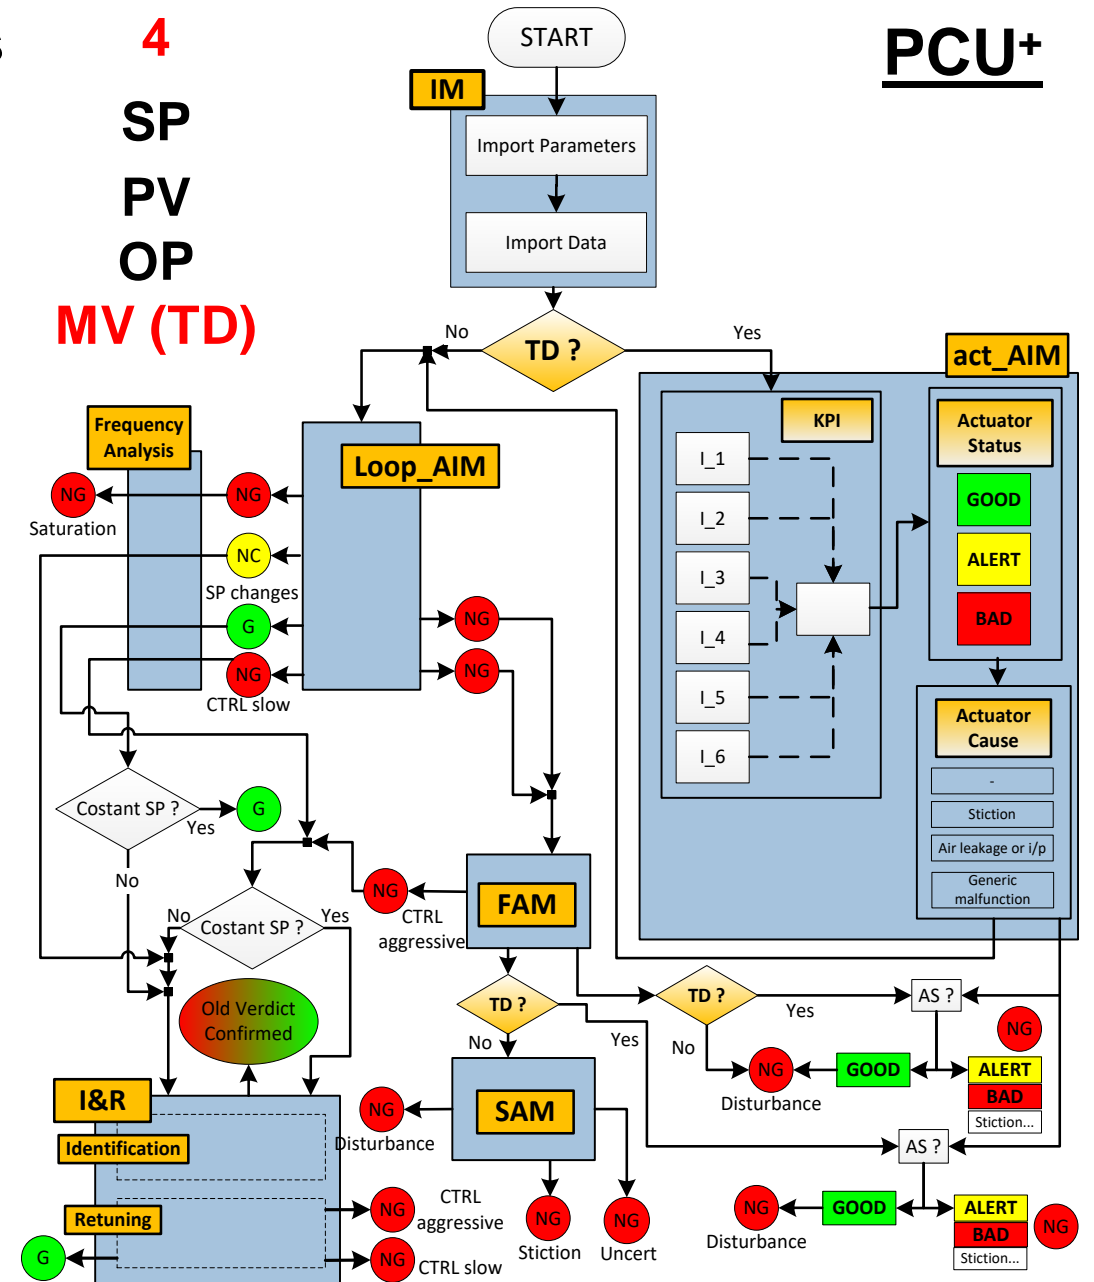 s
4
SP
PV
OP
MV (TD)
PCU+
START
IM
Import Parameters
Import Data
TD ?
No
Yes
act_AIM
KPI
I_1
I_2
I_3
I_4
I_5
I_6
Actuator
Status
GOOD
ALERT
BAD
Actuator
Cause
-
Stiction
Air leakage or i/p
Generic
malfunction
Frequency
Analysis
Loop_AIM
NG
NG
Saturation
NC
SP changes
G
NG
CTRL slow
NG
NG
Costant SP ?
Yes
G
No
Costant SP ?
No
Yes
NG
CTRL
aggressive
FAM
TD ?
No
Yes
TD ?
Yes
No
AS ?
NG
NG
Disturbance
GOOD
ALERT
BAD
Stiction...
Old Verdict
Confirmed
I&R
Identification
Retuning
G
NG
CTRL
aggressive
NG
CTRL slow
SAM
NG
Disturbance
NG
Stiction
NG
Uncert
AS ?
NG
Disturbance
GOOD
ALERT
BAD
Stiction...
NG